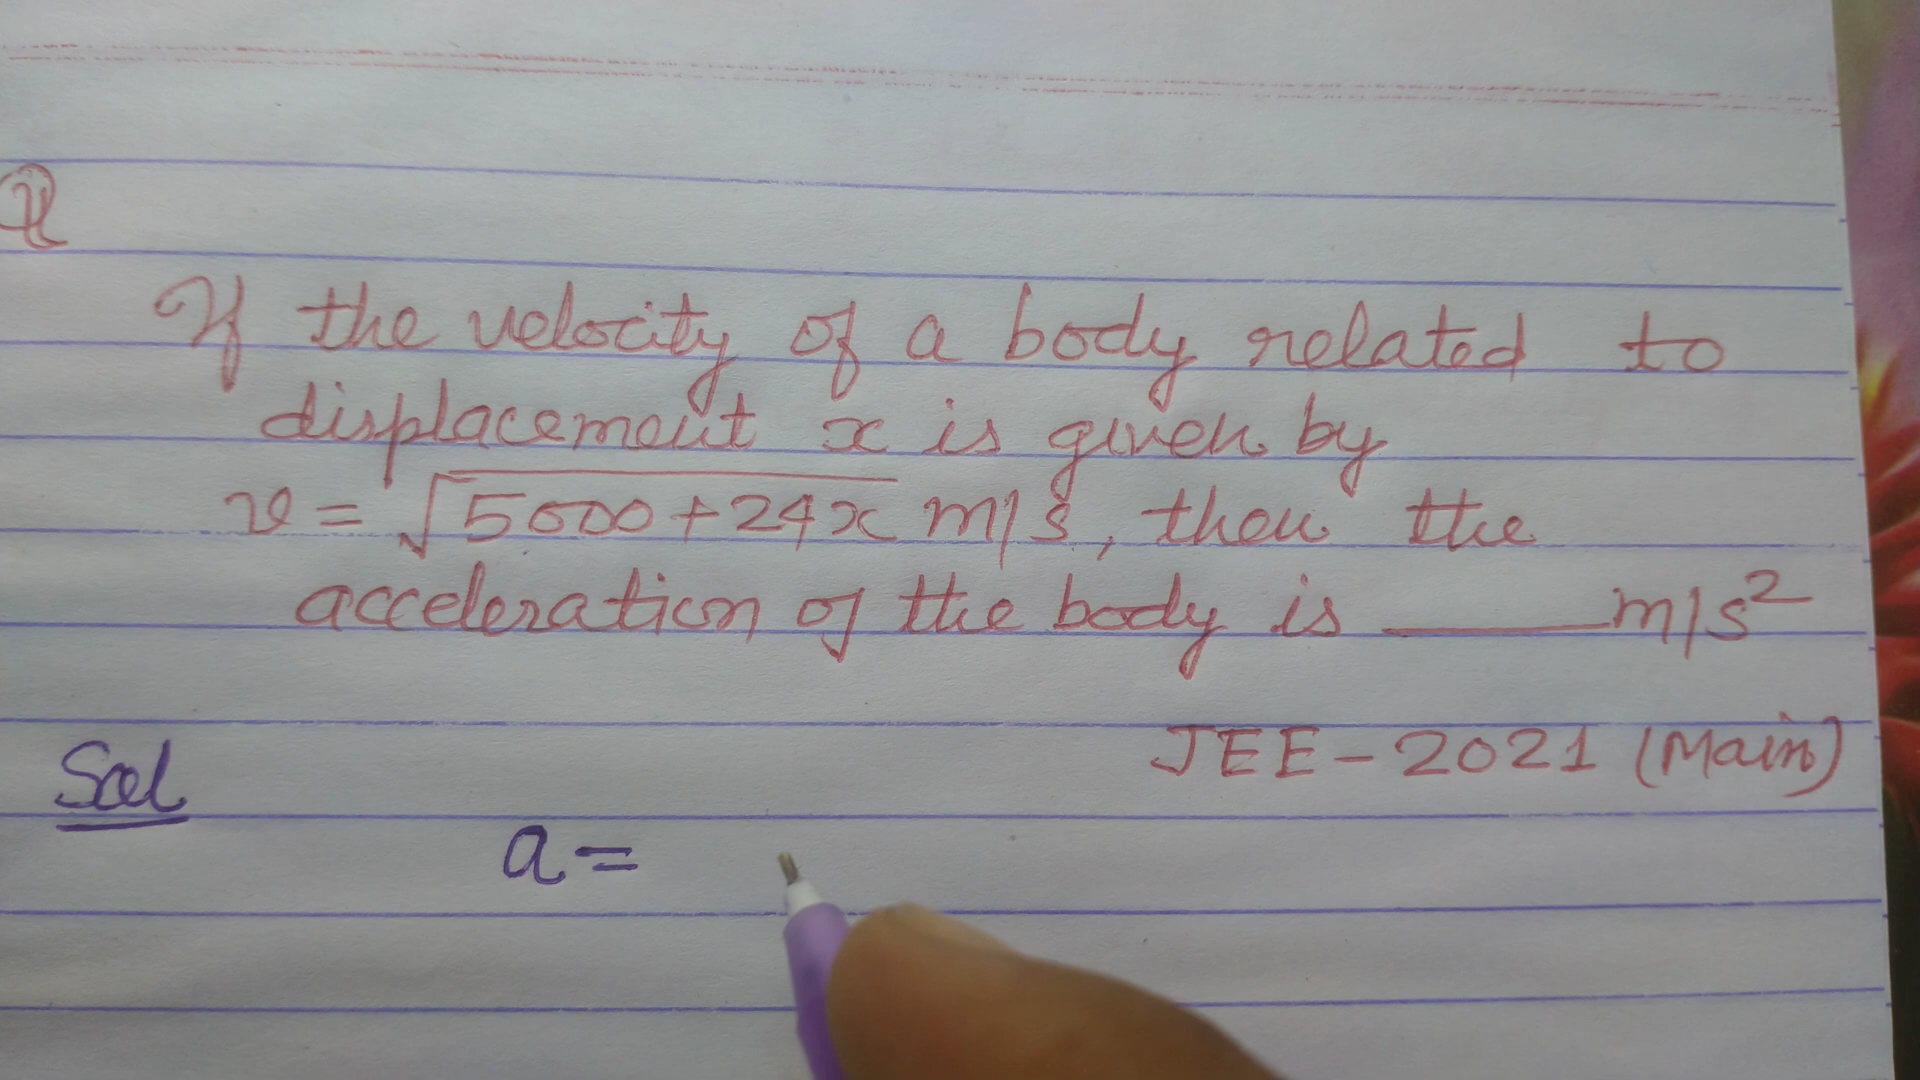 Q
If the velocity of a body related to
displacement x is given by
v = √5000+24x m/s, then the
acceleration of the body is ______ m/s²
JEE-2021 (Main)
Sol
a =